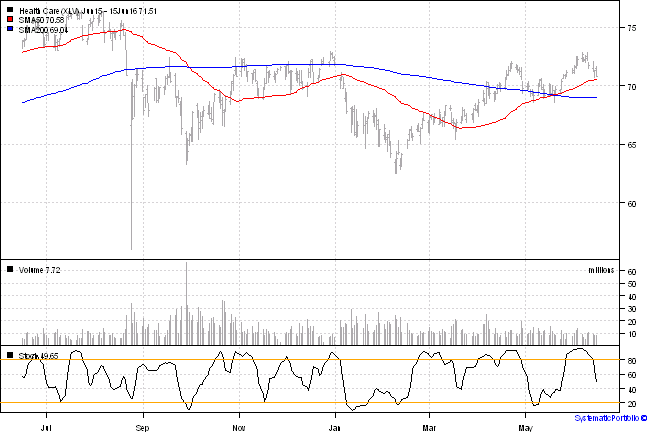 Health Care (XLV) Jun15 - 15Jun16 71.51
SMA50 70.58
SMA200 69.04
75
70
65
60
Volume 7.72
millions
60
50
40
30
20
10
Stock 49.65
80
60
40
20
Jul Sep Nov Jan Mar May
SystematicPortfolio ©